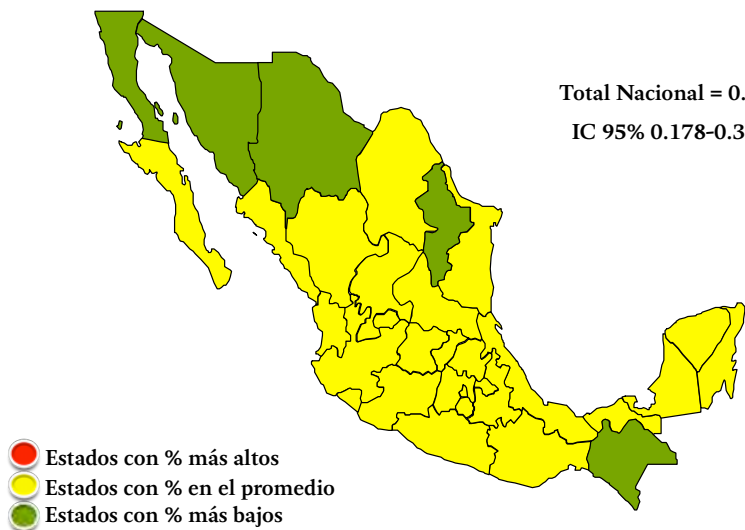 Total Nacional = 0.
IC 95% 0.178-0.3
Estados con % más altos
Estados con % en el promedio
Estados con % más bajos